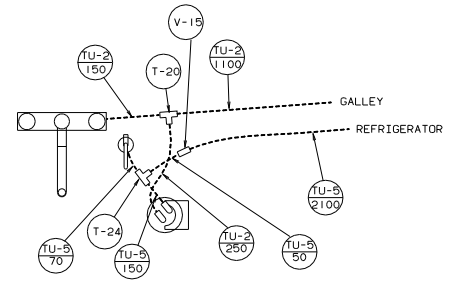 V-15
TU-2
150
T-20
TU-2
1100
GALLEY
REFRIGERATOR
TU-5
2100
T-24
TU-5
70
TU-5
150
TU-2
250
TU-5
50